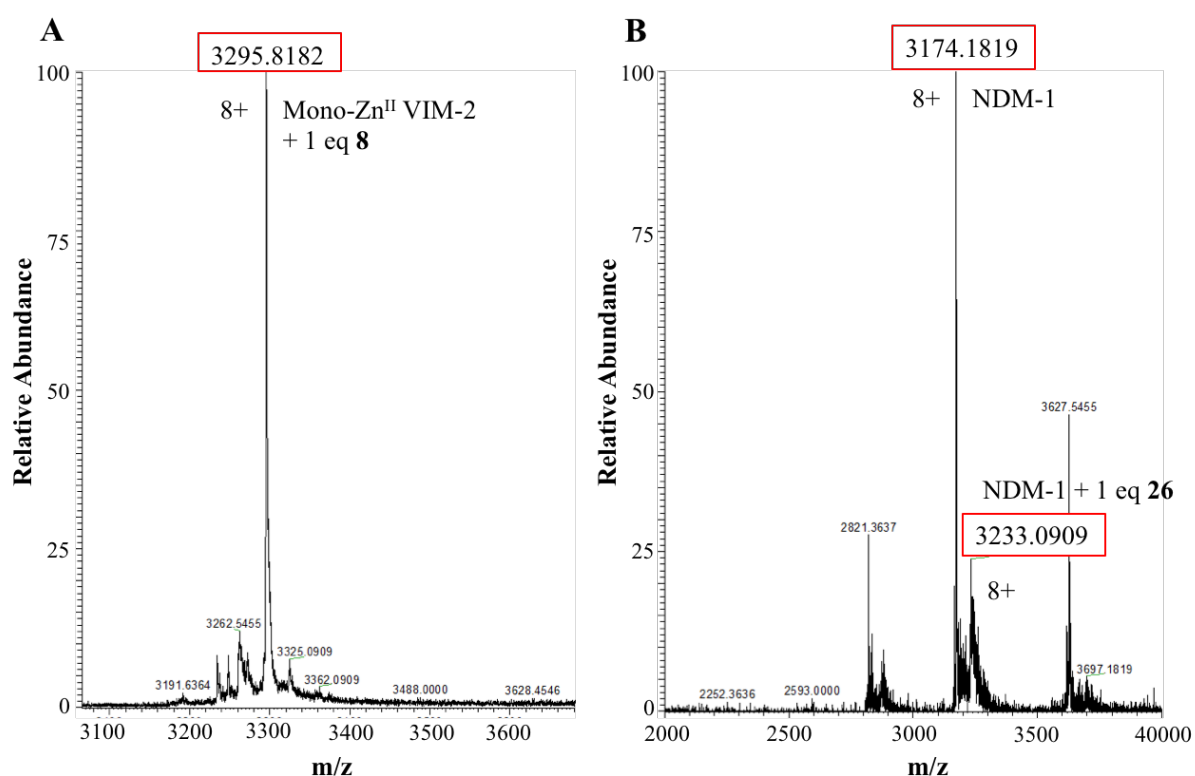 A
3295.8182
100
8+ Mono-Zn^II VIM-2
+ 1 eq 8
75
Relative Abundance
50
25
3262.5455
3325.0909
3191.6364
3362.0909
3488.0000
3628.4546
0
3100 3200 3300 3400 3500 3600
m/z
B
3174.1819
100
8+ NDM-1
75
Relative Abundance
50
3627.5455
NDM-1 + 1 eq 26
2821.3637
3233.0909
25
8+
3697.1819
2252.3636
2593.0000
0
2000 2500 3000 3500 40000
m/z